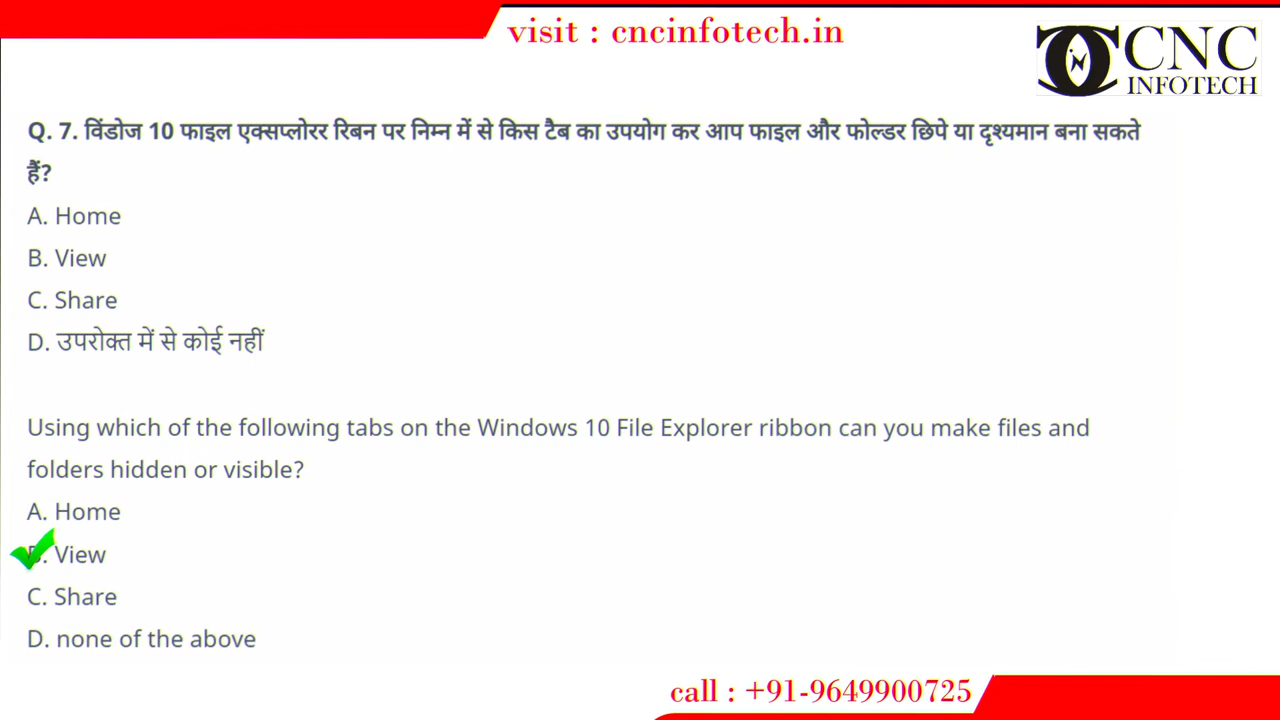 visit : cncinfotech.in
CNC
INFOTECH
Q. 7. विंडोज 10 फाइल एक्सप्लोरर रिबन पर निम्न में से किस टैब का उपयोग कर आप फाइल और फोल्डर छिपे या दृश्यमान बना सकते
हैं?
A. Home
B. View
C. Share
D. उपरोक्त में से कोई नहीं
Using which of the following tabs on the Windows 10 File Explorer ribbon can you make files and
folders hidden or visible?
A. Home
B. View
C. Share
D. none of the above
call : +91-9649900725